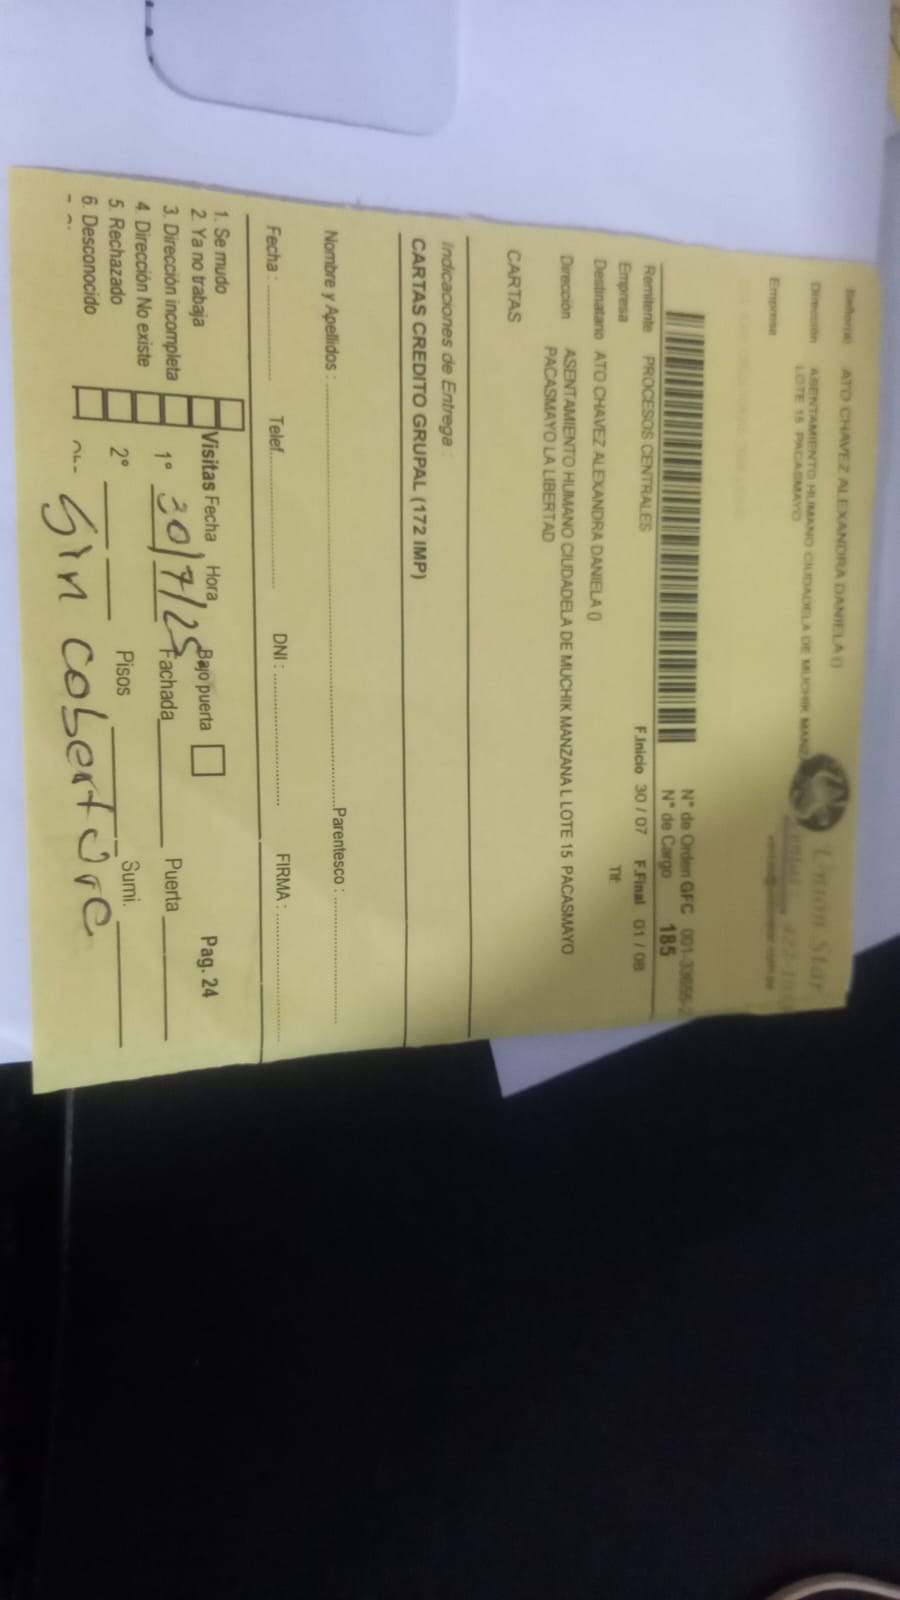 Señor(a) ATO CHAVEZ ALEXANDRA DANIELA ()
Dirección ASENTAMIENTO HUMANO CIUDADELA DE MUCHIK MANZ
LOTE 15 PACASMAYO
Empresa
Union Star
N° de Orden GFC 001-33655-2
N° de Cargo 185
Remitente PROCESOS CENTRALES F.Inicio 30 / 07 F.Final 01 / 08
Empresa
Destinatario ATO CHAVEZ ALEXANDRA DANIELA () Tlf:
Dirección ASENTAMIENTO HUMANO CIUDADELA DE MUCHIK MANZANA L LOTE 15 PACASMAYO
PACASMAYO LA LIBERTAD
CARTAS
Indicaciones de Entrega :
CARTAS CREDITO GRUPAL (172 IMP)
Nombre y Apellidos : Parentesco :
Fecha : Telef. DNI : FIRMA :
1. Se mudo
2. Ya no trabaja Visitas Fecha Hora Bajo puerta Pag. 24
3. Dirección incompleta 1° 30/7/25 Fachada Puerta
4. Dirección No existe
5. Rechazado 2° Pisos Sumi.
6. Desconocido
Sin cobertura